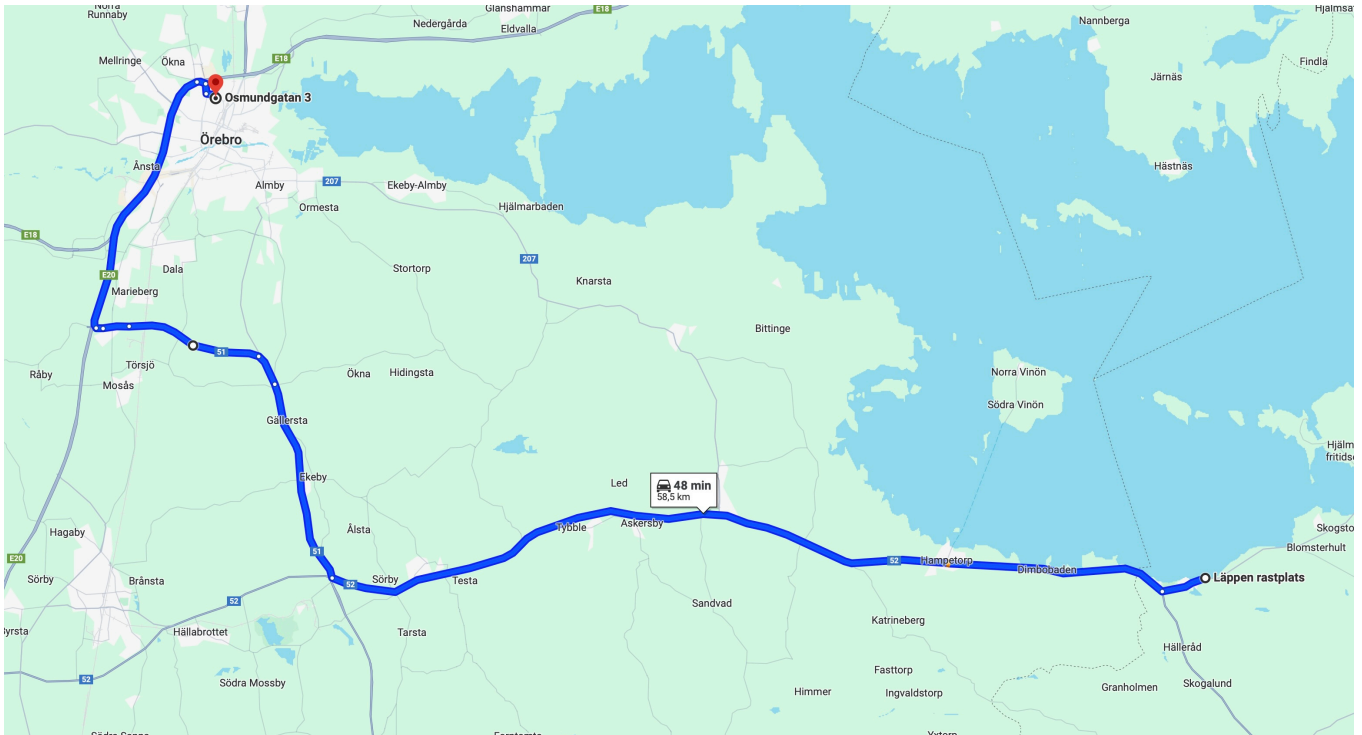 Norra
Runnaby
Glanshammar
E18
Nedergårda
Eldvalla
Nannberga
Hjälmsa
Mellringe
Ökna
E18
Findla
Järnäs
Osmundgatan 3
Örebro
Ånsta
Hästnäs
Almby
207
Ekeby-Almby
Ormesta
Hjälmarbaden
E18
207
Dala
Stortorp
E20
Knarsta
Marieberg
Bittinge
51
Törsjö
Råby
Mosås
Ökna
Hidingsta
Norra Vinön
Södra Vinön
Gällersta
Hjälm
fritids
Ekeby
Led
48 min
58,5 km
Askersby
Tybble
Hagaby
Ålsta
Skogsto
51
Blomsterhult
E20
52
Hampetorp
Dimbobaden
Sörby
Brånsta
52
Sörby
Testa
Läppen rastplats
52
Sandvad
Katrineberg
Byrsta
Hällabrottet
Tarsta
Hälleråd
52
Södra Mossby
Fasttorp
Himmer
Ingvaldstorp
Granholmen
Skogalund